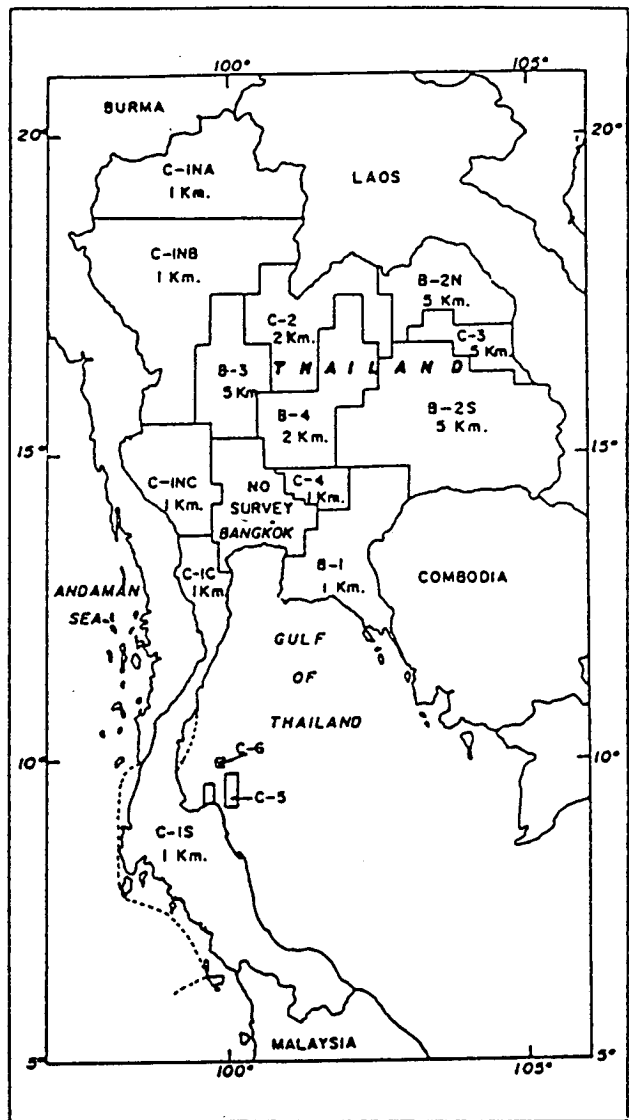 100° 105°
BURMA
20° 20°
C-INA
1 Km.
LAOS
C-INB
1 Km.
B-2N
5 Km.
C-2
2 Km.
C-3
5 Km.
THAILAND
B-3
5 Km
B-4
2 Km.
B-2S
5 Km.
15° 15°
C-INC
1 Km.
NO
SURVEY
BANGKOK
C-4
1 Km.
C-IC
1 Km.
B-1
1 Km.
COMBODIA
ANDAMAN
SEA
GULF
OF
THAILAND
10° 10°
C-6
C-5
C-IS
1 Km.
MALAYSIA
5° 5°
100° 105°